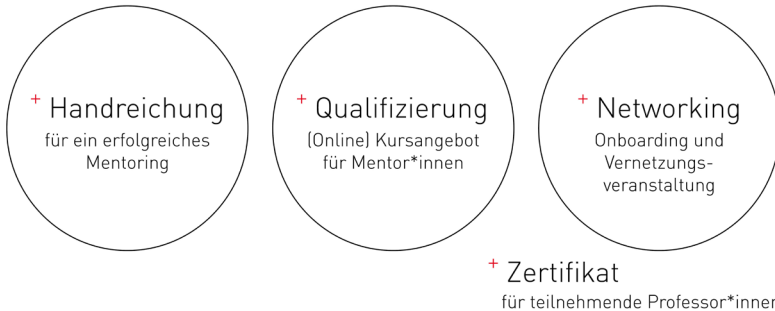 + Handreichung
für ein erfolgreiches
Mentoring
+ Qualifizierung
(Online) Kursangebot
für Mentor*innen
+ Networking
Onboarding und
Vernetzungs-
veranstaltung
+ Zertifikat
für teilnehmende Professor*innen